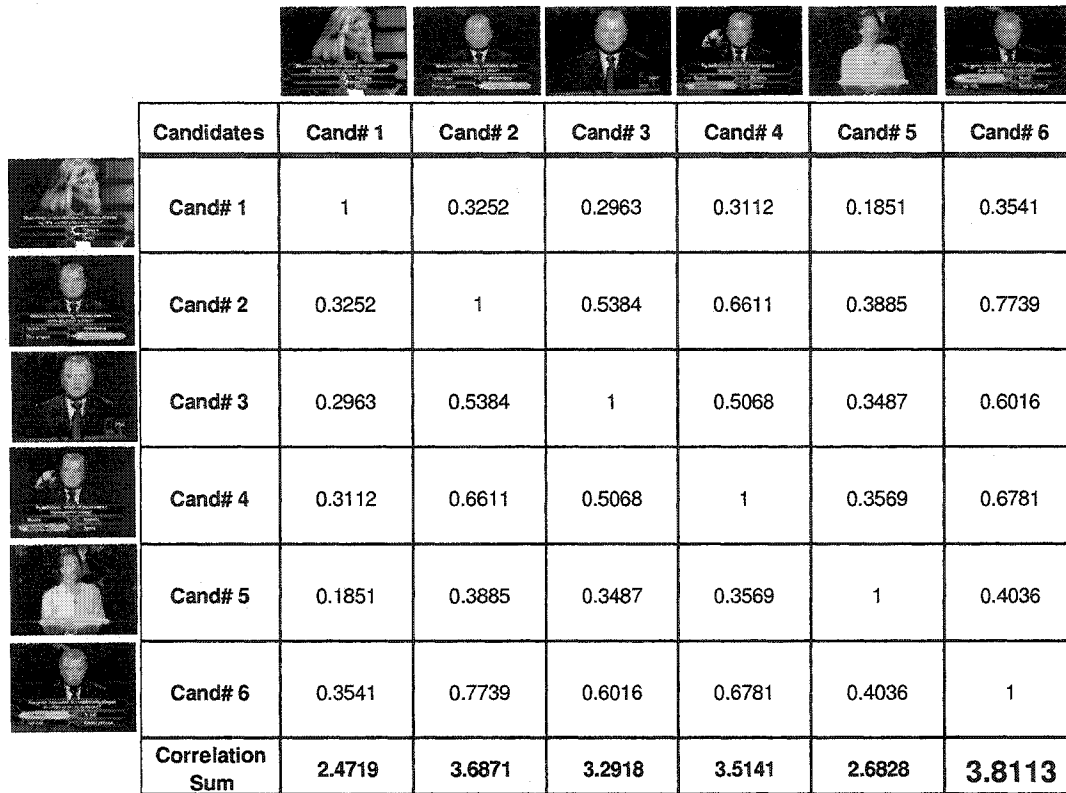 Candidates Cand# 1 Cand# 2 Cand# 3 Cand# 4 Cand# 5 Cand# 6
Cand# 1 1 0.3252 0.2963 0.3112 0.1851 0.3541
Cand# 2 0.3252 1 0.5384 0.6611 0.3885 0.7739
Cand# 3 0.2963 0.5384 1 0.5068 0.3487 0.6016
Cand# 4 0.3112 0.6611 0.5068 1 0.3569 0.6781
Cand# 5 0.1851 0.3885 0.3487 0.3569 1 0.4036
Cand# 6 0.3541 0.7739 0.6016 0.6781 0.4036 1
Correlation
Sum 2.4719 3.6871 3.2918 3.5141 2.6828 3.8113